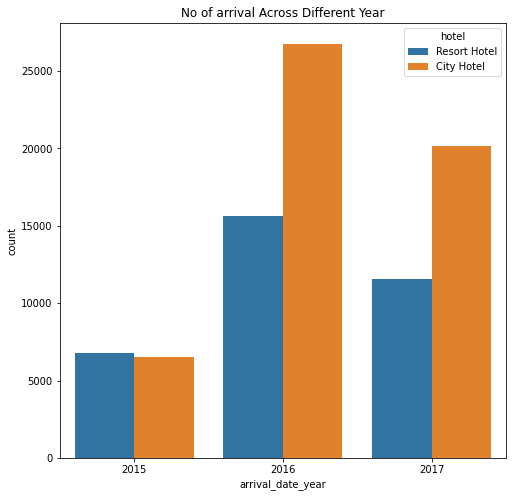 No of arrival Across Different Year
hotel
Resort Hotel
City Hotel
25000
20000
15000
10000
5000
0
count
2015 2016 2017
arrival_date_year